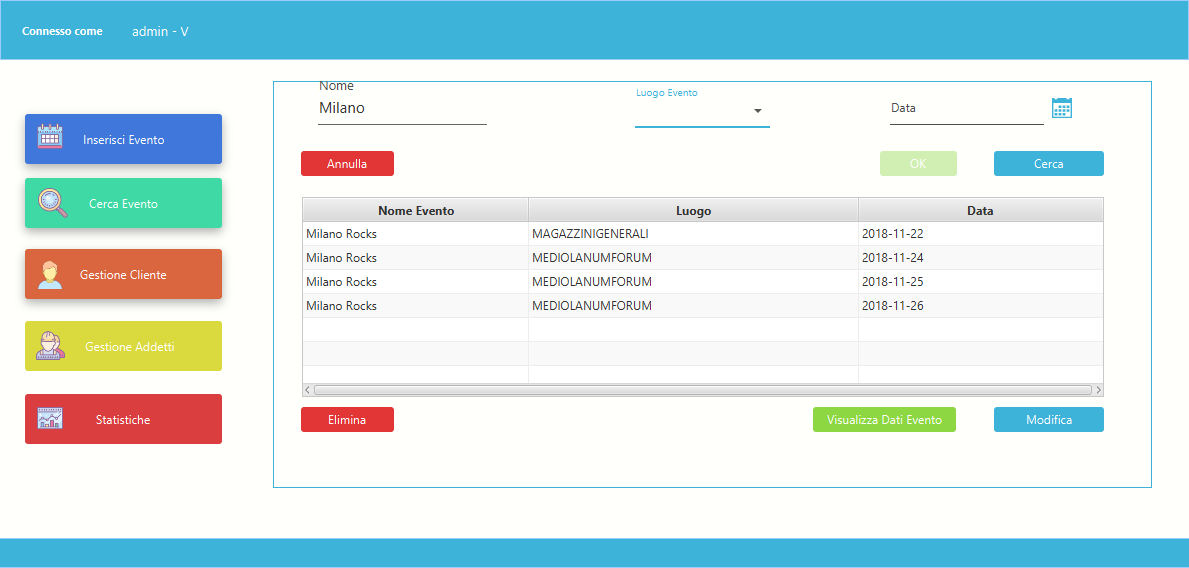 Connesso come admin - V
Inserisci Evento
Cerca Evento
Gestione Cliente
Gestione Addetti
Statistiche
Nome
Milano
Luogo Evento
Data
Annulla OK Cerca
Nome Evento Luogo Data
Milano Rocks MAGAZZINIGENERALI 2018-11-22
Milano Rocks MEDIOLANUMFORUM 2018-11-24
Milano Rocks MEDIOLANUMFORUM 2018-11-25
Milano Rocks MEDIOLANUMFORUM 2018-11-26
Elimina Visualizza Dati Evento Modifica